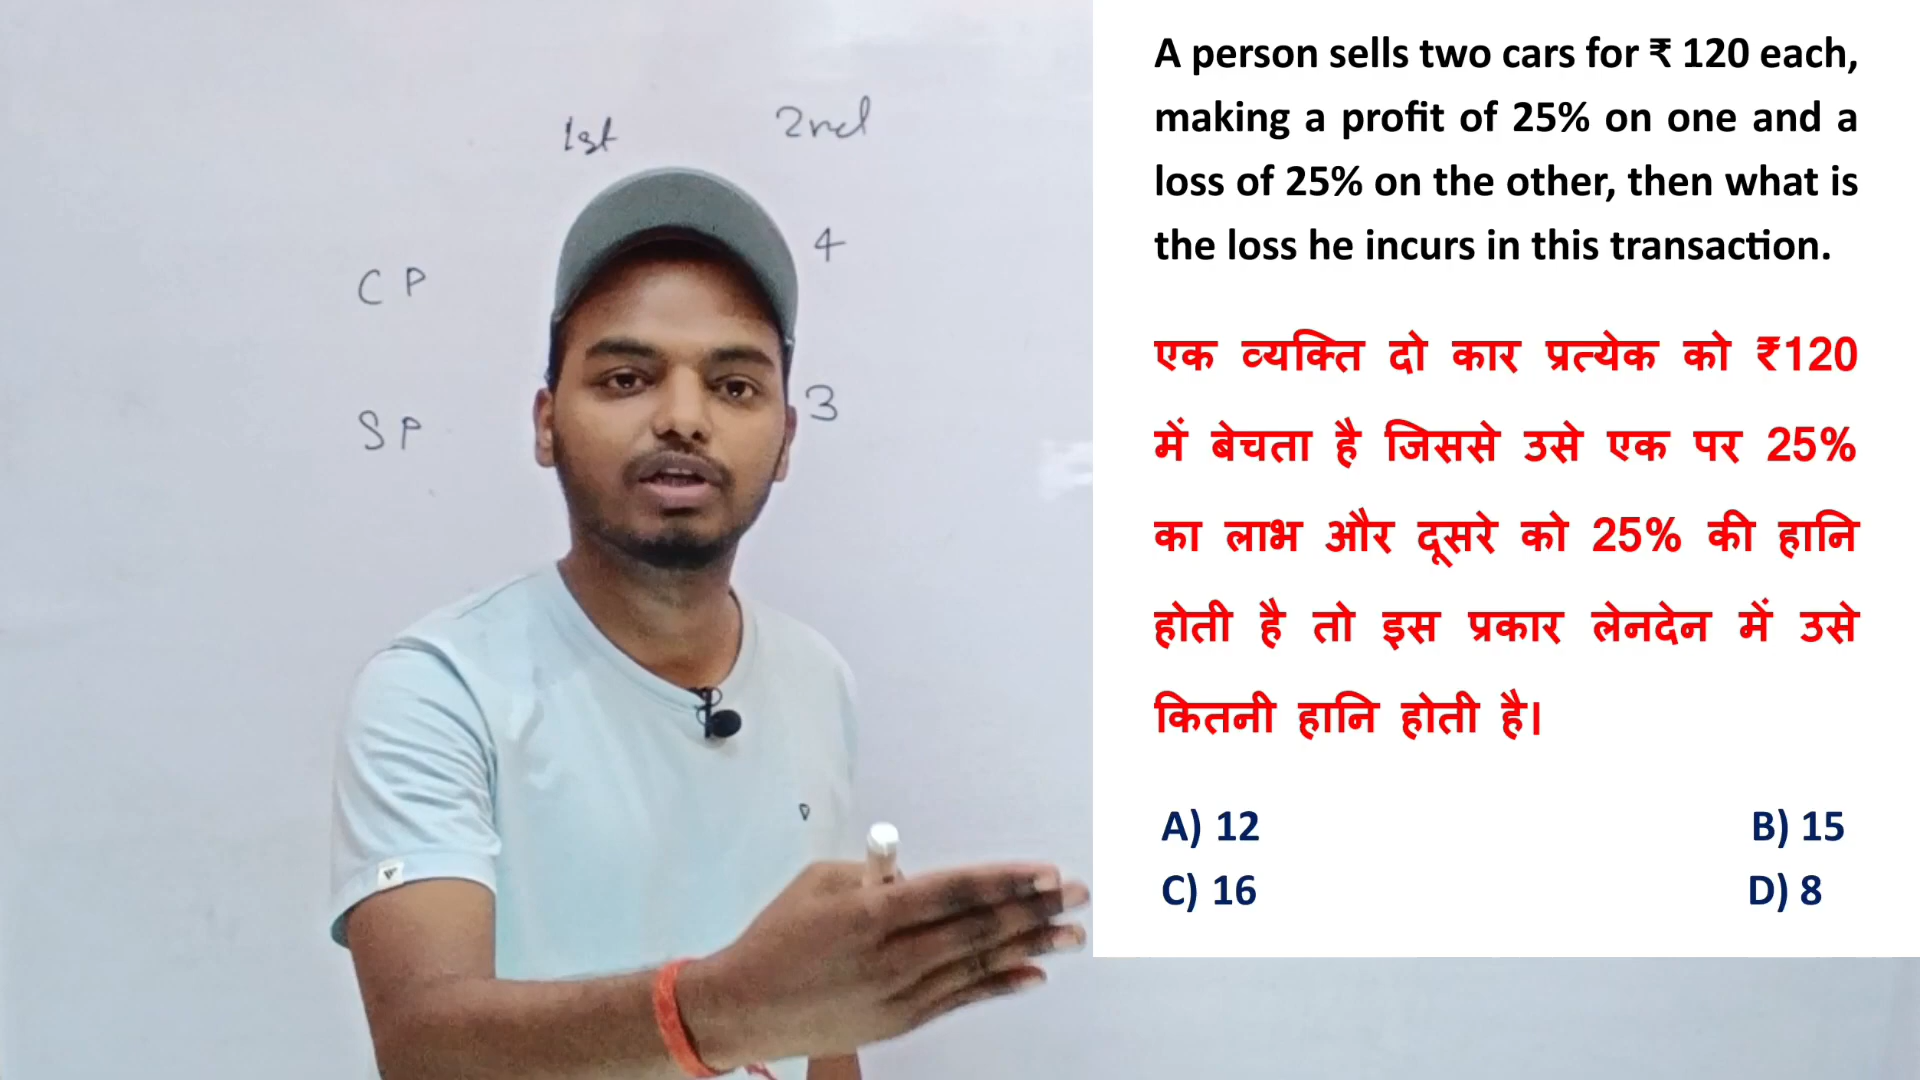 1st 2nd
CP 4
SP 3
A person sells two cars for ₹ 120 each,
making a profit of 25% on one and a
loss of 25% on the other, then what is
the loss he incurs in this transaction.
एक व्यक्ति दो कार प्रत्येक को ₹120
में बेचता है जिससे उसे एक पर 25%
का लाभ और दूसरे को 25% की हानि
होती है तो इस प्रकार लेनदेन में उसे
कितनी हानि होती है।
A) 12 B) 15
C) 16 D) 8